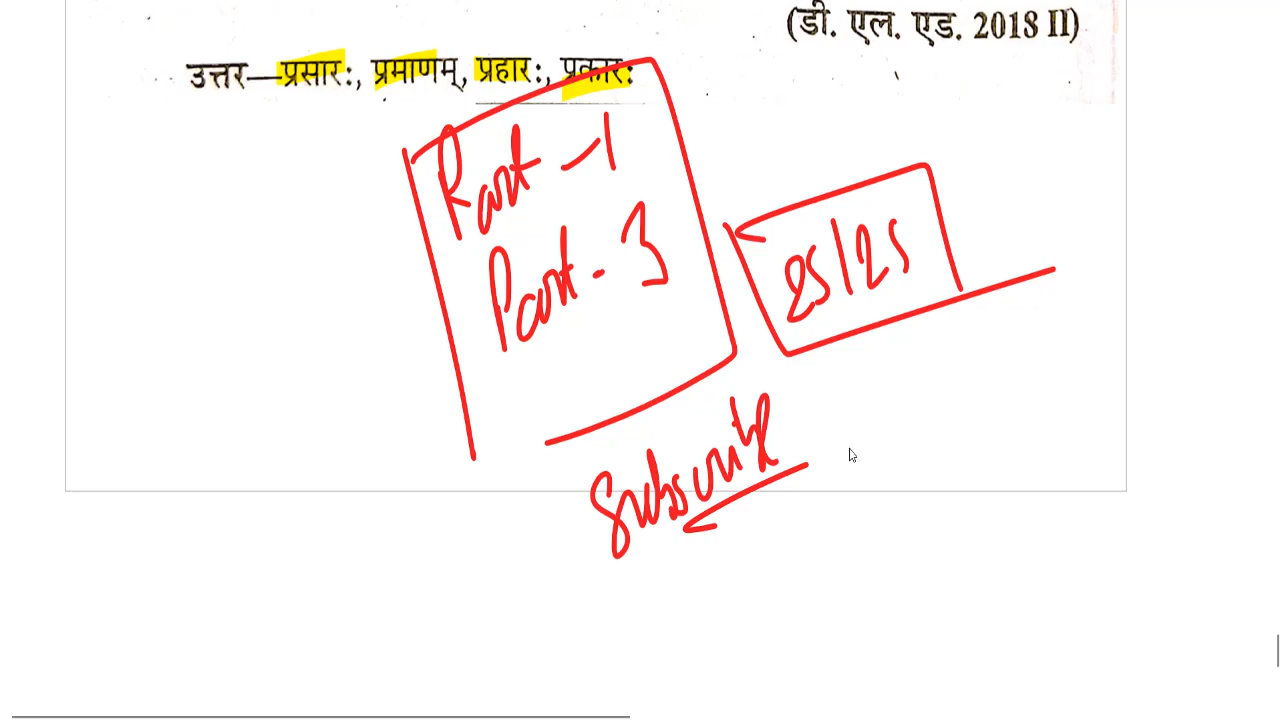 (डी. एल. एड. 2018 II)
उत्तर—प्रसारः, प्रमाणम्, प्रहारः, प्रकारः
Part -1
Part - 3
25/25
Subscribe